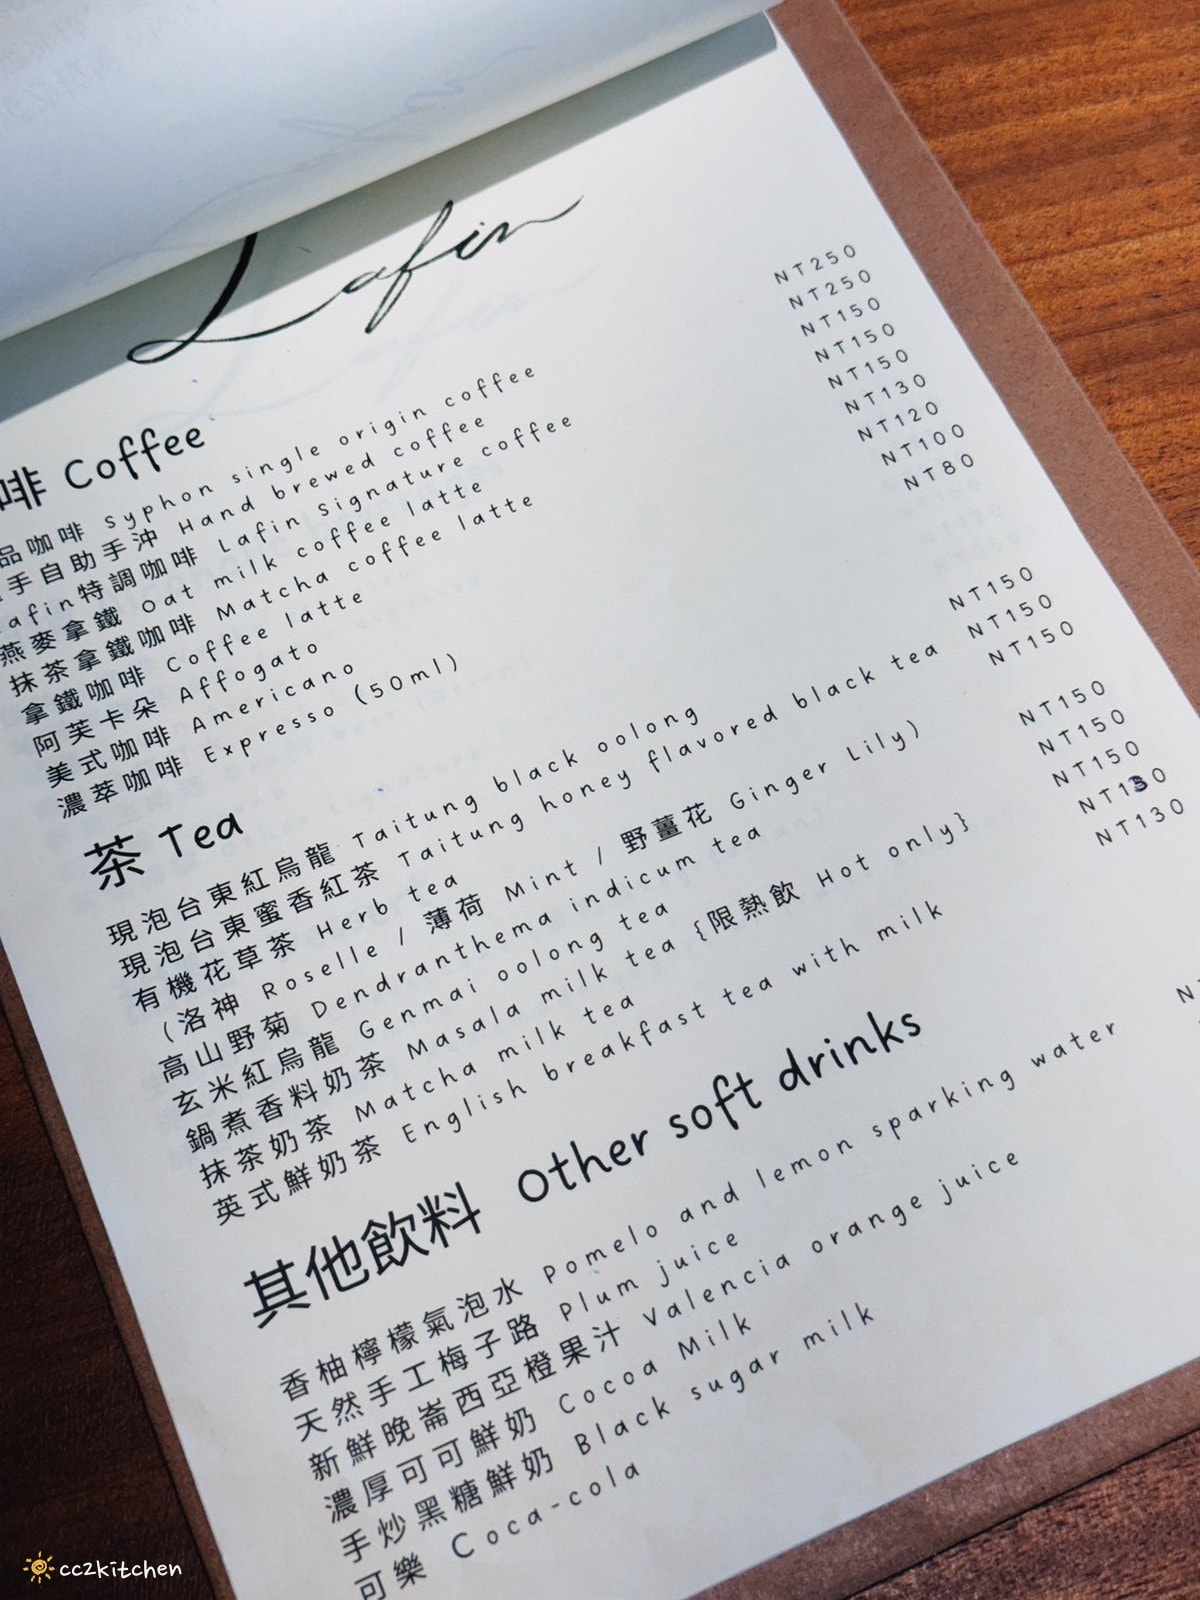 Lafin
啡 Coffee
品咖啡 Syphon single origin coffee NT250
手自助手沖 Hand brewed coffee NT250
Lafin特調咖啡 Lafin Signature coffee NT150
燕麥拿鐵 Oat milk coffee latte NT150
抹茶拿鐵咖啡 Matcha coffee latte NT150
拿鐵咖啡 Coffee latte NT130
阿芙卡朵 Affogato NT120
美式咖啡 Americano NT100
濃萃咖啡 Expresso (50ml) NT80
茶 Tea
現泡台東紅烏龍 Taitung black oolong NT150
現泡台東蜜香紅茶 Taitung honey flavored black tea NT150
有機花草茶 Herb tea NT150
(洛神 Roselle / 薄荷 Mint / 野薑花 Ginger Lily)
高山野菊 Dendranthema indicum tea NT150
玄米紅烏龍 Genmai oolong tea NT150
鍋煮香料奶茶 Masala milk tea {限熱飲 Hot only} NT150
抹茶奶茶 Matcha milk tea NT130
英式鮮奶茶 English breakfast tea with milk NT130
其他飲料 Other soft drinks
香柚檸檬氣泡水 Pomelo and lemon sparking water
天然手工梅子路 Plum juice
新鮮晚崙西亞橙果汁 Valencia orange juice
濃厚可可鮮奶 Cocoa Milk
手炒黑糖鮮奶 Black sugar milk
可樂 Coca-cola
cc2kitchen